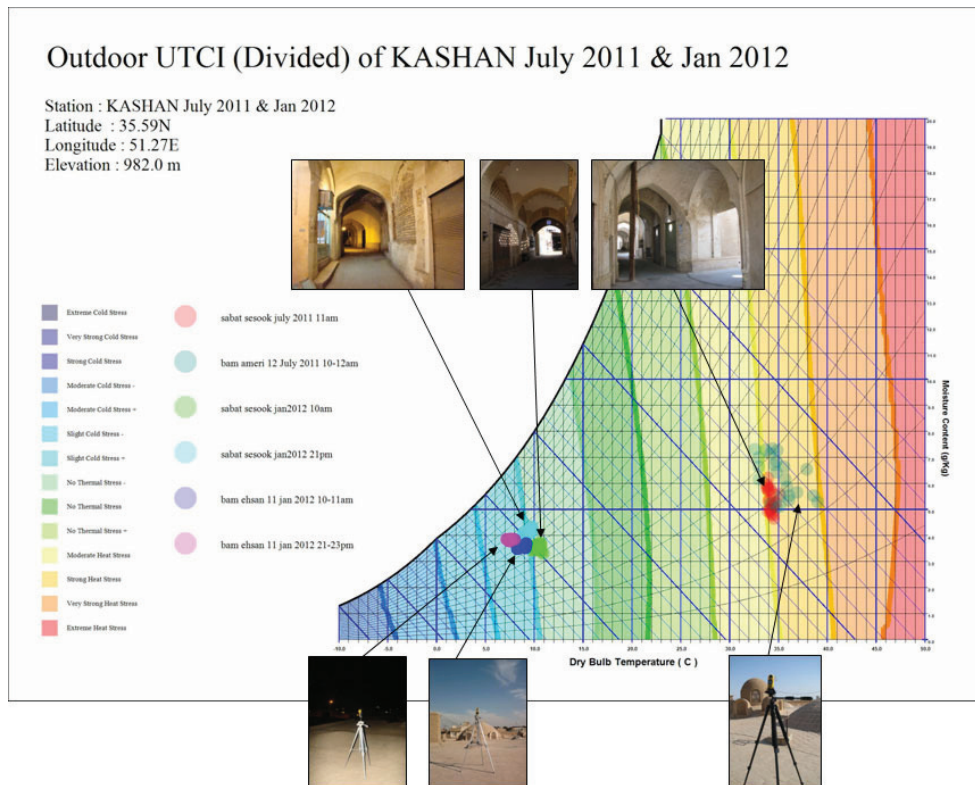 Outdoor UTCI (Divided) of KASHAN July 2011 & Jan 2012
Station : KASHAN July 2011 & Jan 2012
Latitude : 35.59N
Longitude : 51.27E
Elevation : 982.0 m
Extreme Cold Stress
Very Strong Cold Stress
Strong Cold Stress
Moderate Cold Stress -
Moderate Cold Stress +
Slight Cold Stress -
Slight Cold Stress +
No Thermal Stress -
No Thermal Stress
No Thermal Stress +
Moderate Heat Stress
Strong Heat Stress
Very Strong Heat Stress
Extreme Heat Stress
sabat sesook july 2011 11am
bam ameri 12 July 2011 10-12am
sabat sesook jan2012 10am
sabat sesook jan2012 21pm
bam ehsan 11 jan 2012 10-11am
bam ehsan 11 jan 2012 21-23pm
-10.0 -5.0 0.0 5.0 10.0 15.0 20.0 25.0 30.0 40.0 45.0 50.0
Dry Bulb Temperature ( C )
Moisture Content (g/Kg)